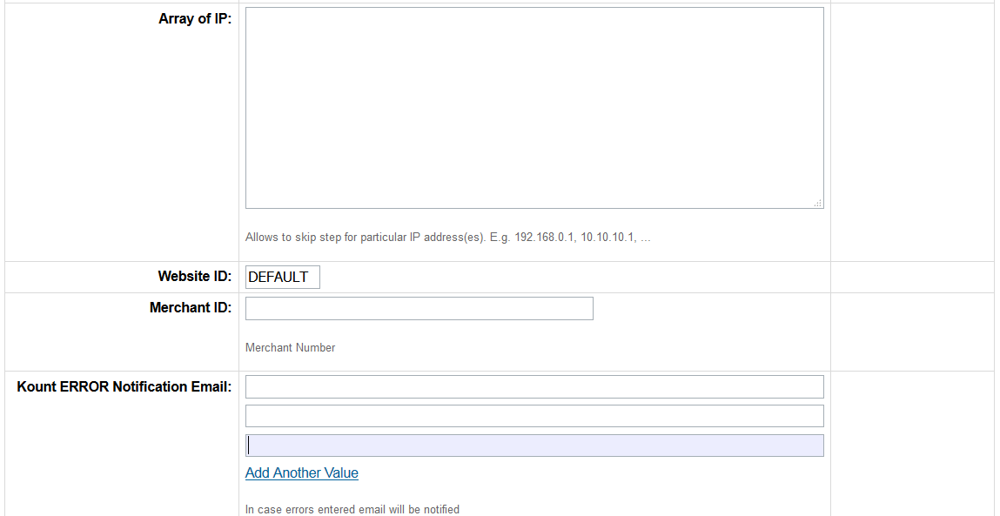 Array of IP:
Allows to skip step for particular IP address(es). E.g. 192.168.0.1, 10.10.10.1, ...
Website ID:
DEFAULT
Merchant ID:
Merchant Number
Kount ERROR Notification Email:
Add Another Value
In case errors entered email will be notified